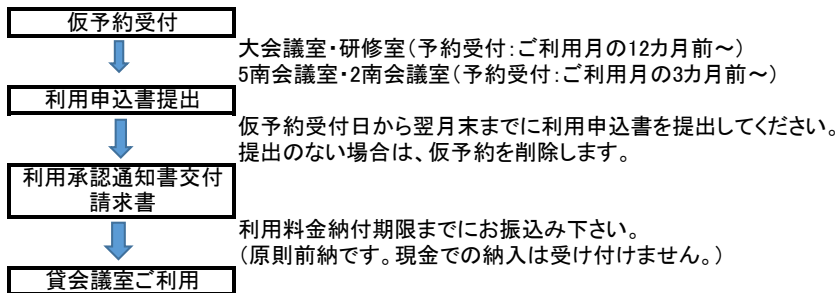 仮予約受付
大会議室・研修室（予約受付：ご利用月の12カ月前～）
5南会議室・2南会議室（予約受付：ご利用月の3カ月前～）
利用申込書提出
仮予約受付日から翌月末までに利用申込書を提出してください。
提出のない場合は、仮予約を削除します。
利用承認通知書交付
請求書
利用料金納付期限までにお振込み下さい。
（原則前納です。現金での納入は受け付けません。）
貸会議室ご利用